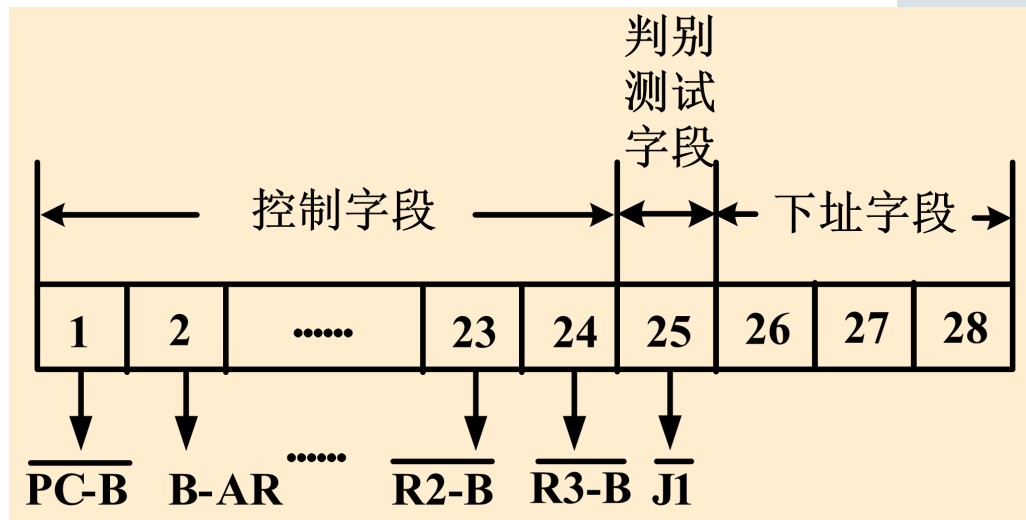 判别
测试
字段
控制字段
下址字段
1 2 ...... 23 24 25 26 27 28
PC-B B-AR ...... R2-B R3-B J1